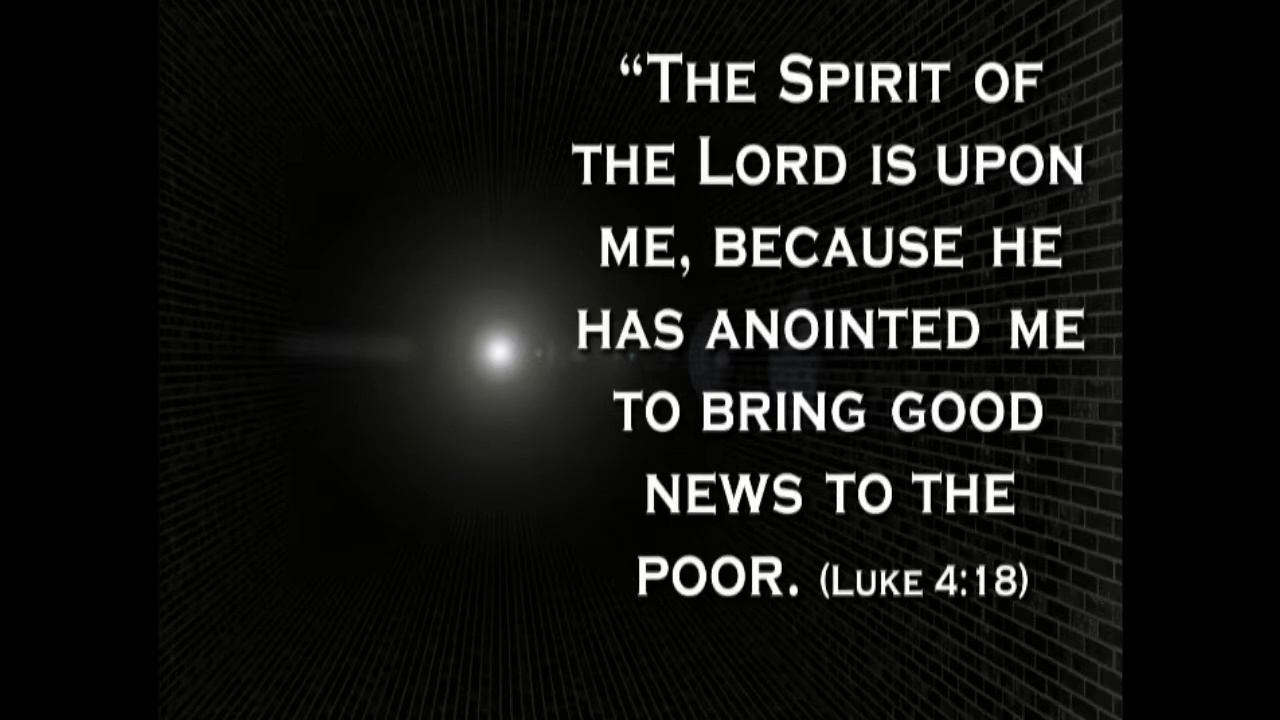 “The Spirit of
the Lord is upon
me, because he
has anointed me
to bring good
news to the
poor. (Luke 4:18)